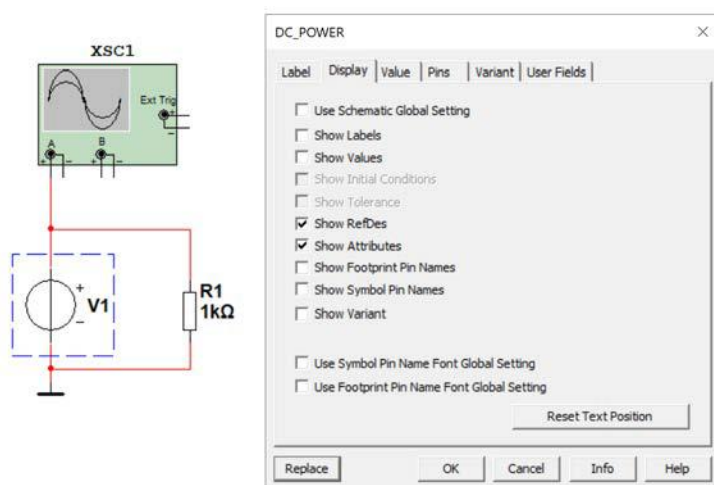 XSC1
Ext Trig
+
-
A
B
+ - + -
+
V1
-
R1
1kΩ
DC_POWER
Label Display Value Pins Variant User Fields
Use Schematic Global Setting
Show Labels
Show Values
Show Initial Conditions
Show Tolerance
Show RefDes
Show Attributes
Show Footprint Pin Names
Show Symbol Pin Names
Show Variant
Use Symbol Pin Name Font Global Setting
Use Footprint Pin Name Font Global Setting
Reset Text Position
Replace OK Cancel Info Help